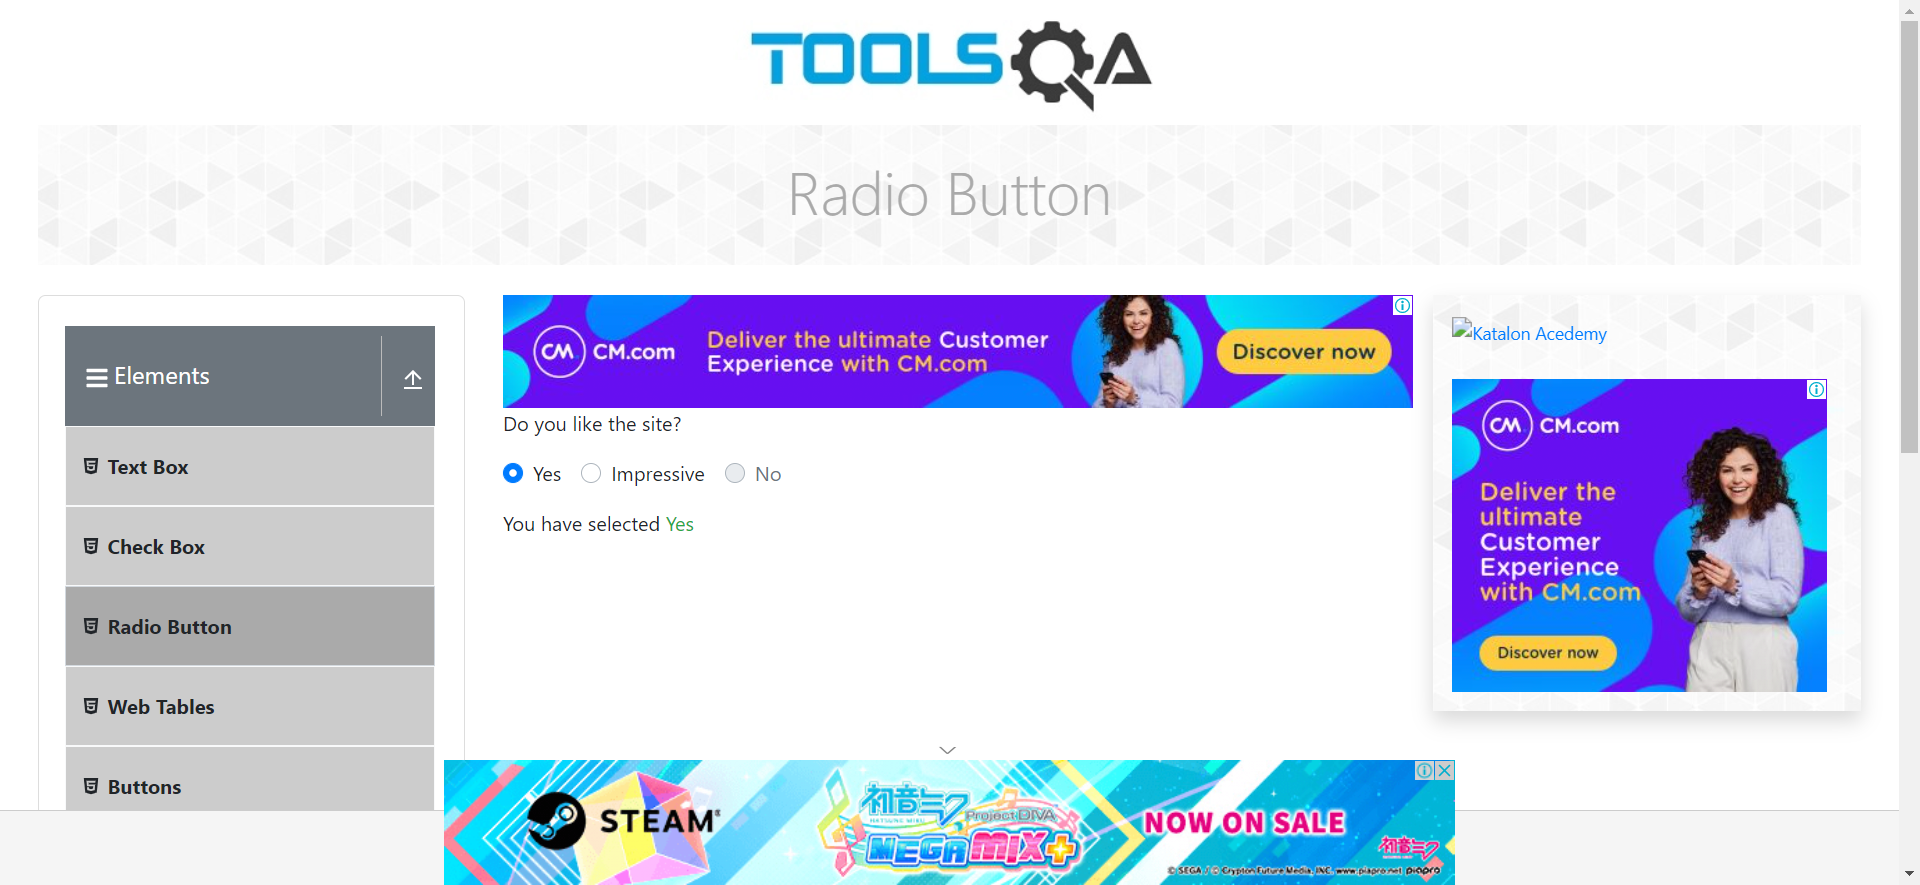 TOOLSQA
Radio Button
Elements
Text Box
Check Box
Radio Button
Web Tables
Buttons
CM CM.com
Deliver the ultimate Customer
Experience with CM.com
Discover now
Do you like the site?
Yes Impressive No
You have selected Yes
Katalon Acedemy
CM CM.com
Deliver the
ultimate
Customer
Experience
with CM.com
Discover now
STEAM
初音ミク
HATSUNE MIKU
Project DIVA
MEGA MIX+
NOW ON SALE
初音ミク
© SEGA / © Crypton Future Media, INC. www.piapro.net piapro